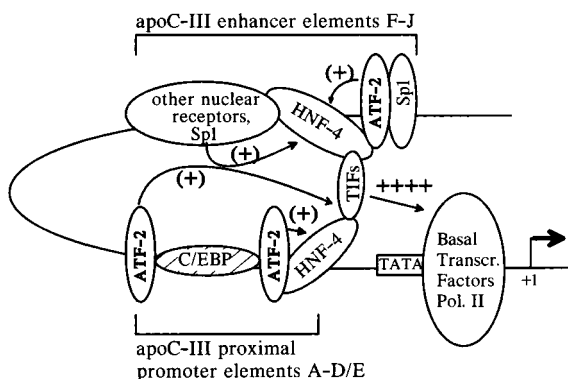 apoC-III enhancer elements F-J
(+)
other nuclear
receptors,
Sp1
HNF-4
ATF-2
Sp1
(+)
(+)
TIFs
++++
ATF-2
C/EBP
ATF-2
(+)
HNF-4
TATA
Basal
Transcr.
Factors
Pol. II
+1
apoC-III proximal
promoter elements A-D/E